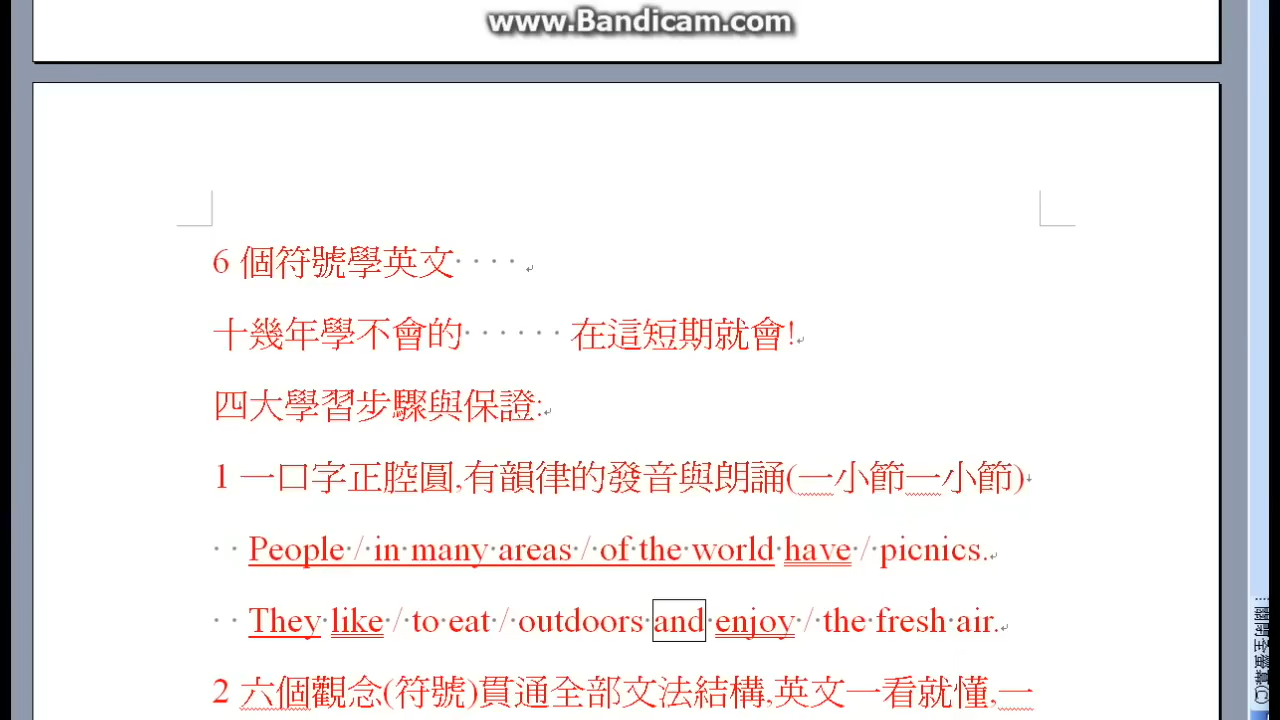 www.Bandicam.com
6 個符號學英文
十幾年學不會的 在這短期就會!
四大學習步驟與保證:
1 一口字正腔圓,有韻律的發音與朗誦(一小節一小節)
People / in many areas / of the world have / picnics.
They like / to eat / outdoors and enjoy / the fresh air.
2 六個觀念(符號)貫通全部文法結構,英文一看就懂,一